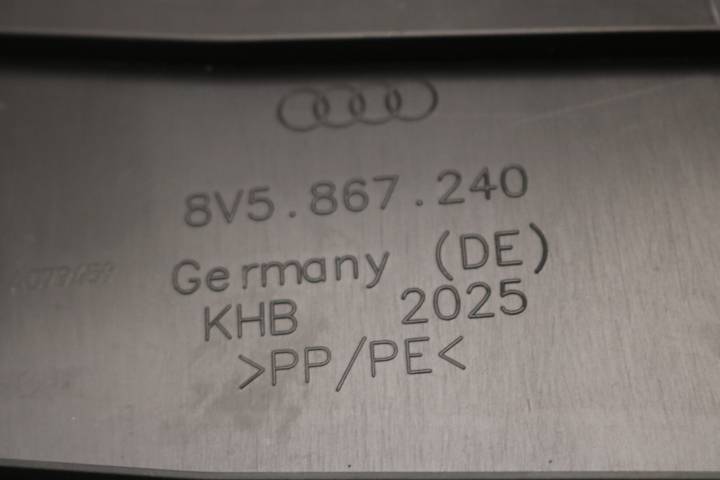 8V5.867.240
Germany (DE)
KHB 2025
>PP/PE<